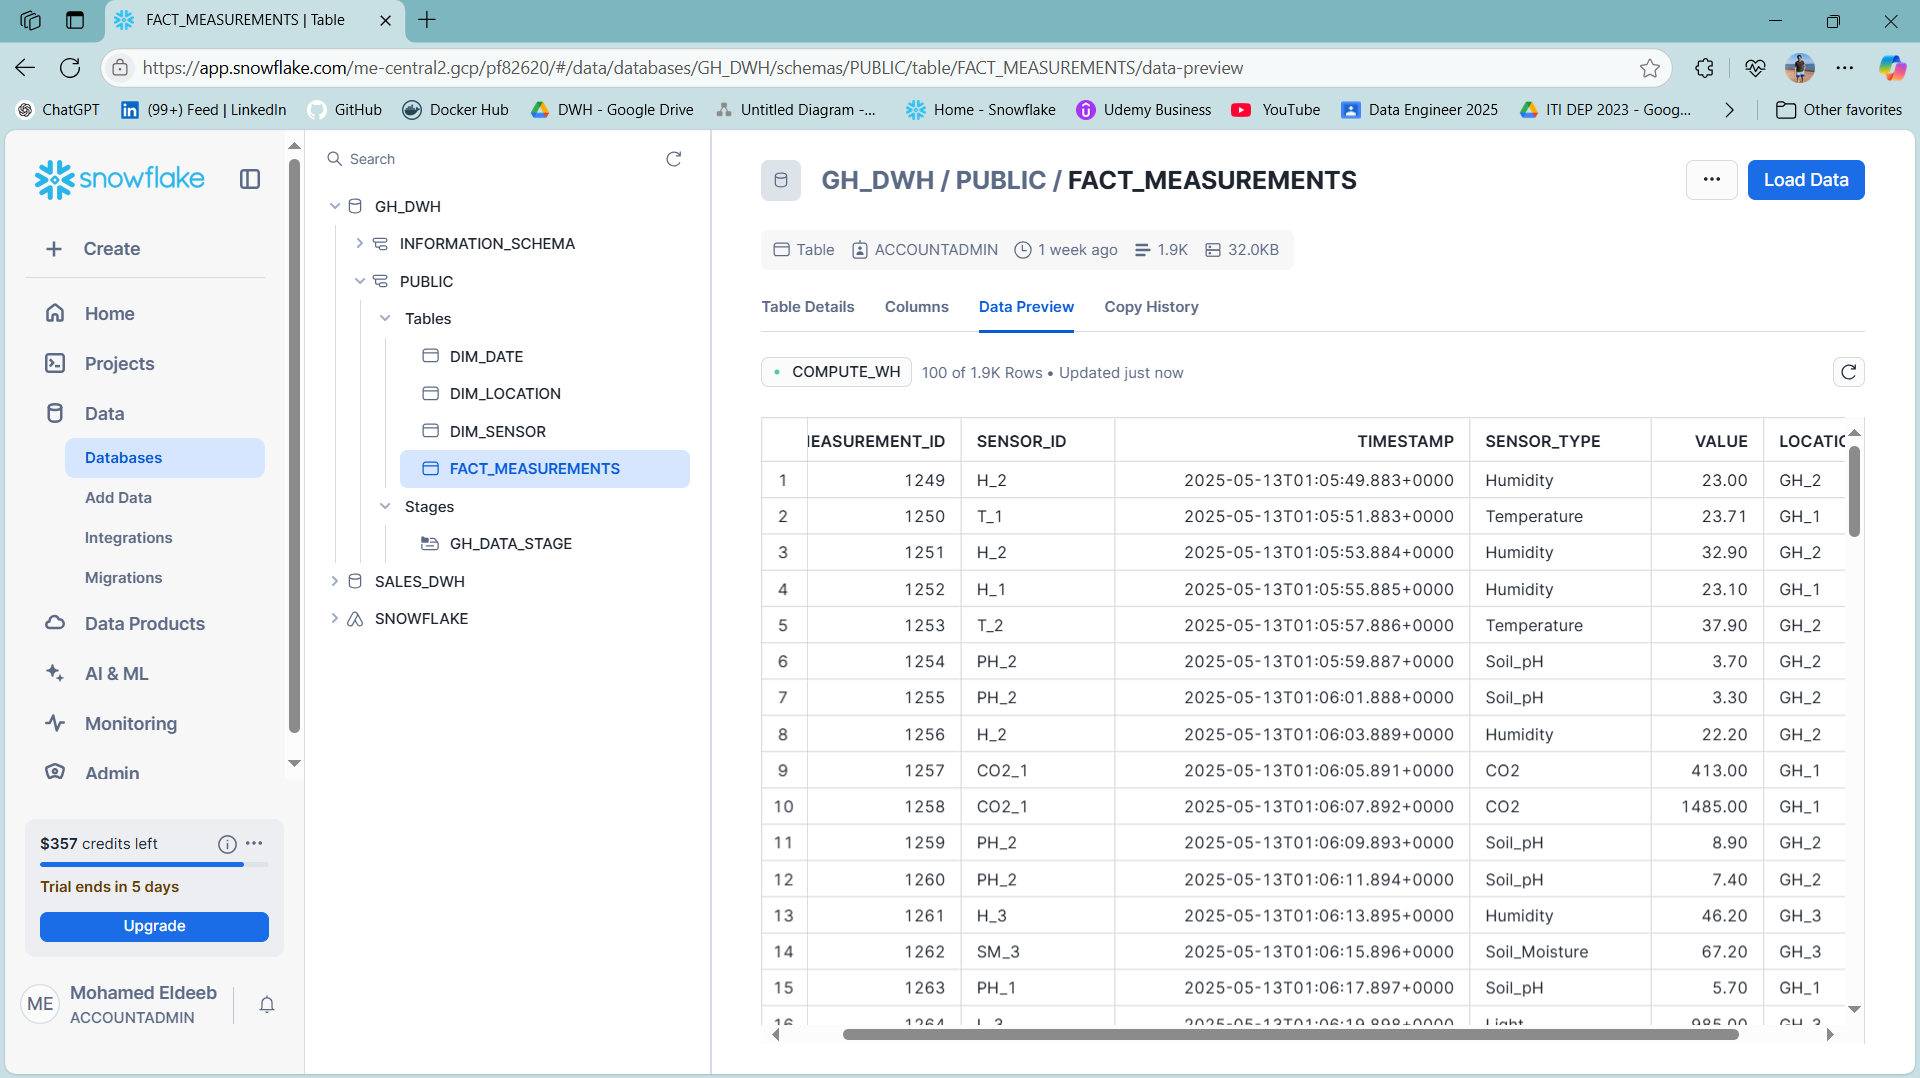 FACT_MEASUREMENTS | Table
https://app.snowflake.com/me-central2.gcp/pf82620/#/data/databases/GH_DWH/schemas/PUBLIC/table/FACT_MEASUREMENTS/data-preview
ChatGPT
(99+) Feed | LinkedIn
GitHub
Docker Hub
DWH - Google Drive
Untitled Diagram -...
Home - Snowflake
Udemy Business
YouTube
Data Engineer 2025
ITI DEP 2023 - Goog...
Other favorites
snowflake
Create
Home
Projects
Data
Databases
Add Data
Integrations
Migrations
Data Products
AI & ML
Monitoring
Admin
$357 credits left
Trial ends in 5 days
Upgrade
ME
Mohamed Eldeeb
ACCOUNTADMIN
Search
GH_DWH
INFORMATION_SCHEMA
PUBLIC
Tables
DIM_DATE
DIM_LOCATION
DIM_SENSOR
FACT_MEASUREMENTS
Stages
GH_DATA_STAGE
SALES_DWH
SNOWFLAKE
GH_DWH / PUBLIC / FACT_MEASUREMENTS
Load Data
Table ACCOUNTADMIN 1 week ago 1.9K 32.0KB
Table Details Columns Data Preview Copy History
COMPUTE_WH 100 of 1.9K Rows • Updated just now
EASUREMENT_ID SENSOR_ID TIMESTAMP SENSOR_TYPE VALUE LOCATIO
1 1249 H_2 2025-05-13T01:05:49.883+0000 Humidity 23.00 GH_2
2 1250 T_1 2025-05-13T01:05:51.883+0000 Temperature 23.71 GH_1
3 1251 H_2 2025-05-13T01:05:53.884+0000 Humidity 32.90 GH_2
4 1252 H_1 2025-05-13T01:05:55.885+0000 Humidity 23.10 GH_1
5 1253 T_2 2025-05-13T01:05:57.886+0000 Temperature 37.90 GH_2
6 1254 PH_2 2025-05-13T01:05:59.887+0000 Soil_pH 3.70 GH_2
7 1255 PH_2 2025-05-13T01:06:01.888+0000 Soil_pH 3.30 GH_2
8 1256 H_2 2025-05-13T01:06:03.889+0000 Humidity 22.20 GH_2
9 1257 CO2_1 2025-05-13T01:06:05.891+0000 CO2 413.00 GH_1
10 1258 CO2_1 2025-05-13T01:06:07.892+0000 CO2 1485.00 GH_1
11 1259 PH_2 2025-05-13T01:06:09.893+0000 Soil_pH 8.90 GH_2
12 1260 PH_2 2025-05-13T01:06:11.894+0000 Soil_pH 7.40 GH_2
13 1261 H_3 2025-05-13T01:06:13.895+0000 Humidity 46.20 GH_3
14 1262 SM_3 2025-05-13T01:06:15.896+0000 Soil_Moisture 67.20 GH_3
15 1263 PH_1 2025-05-13T01:06:17.897+0000 Soil_pH 5.70 GH_1
16 1264 L_3 2025-05-13T01:06:19.898+0000 Light 985.00 GH_3